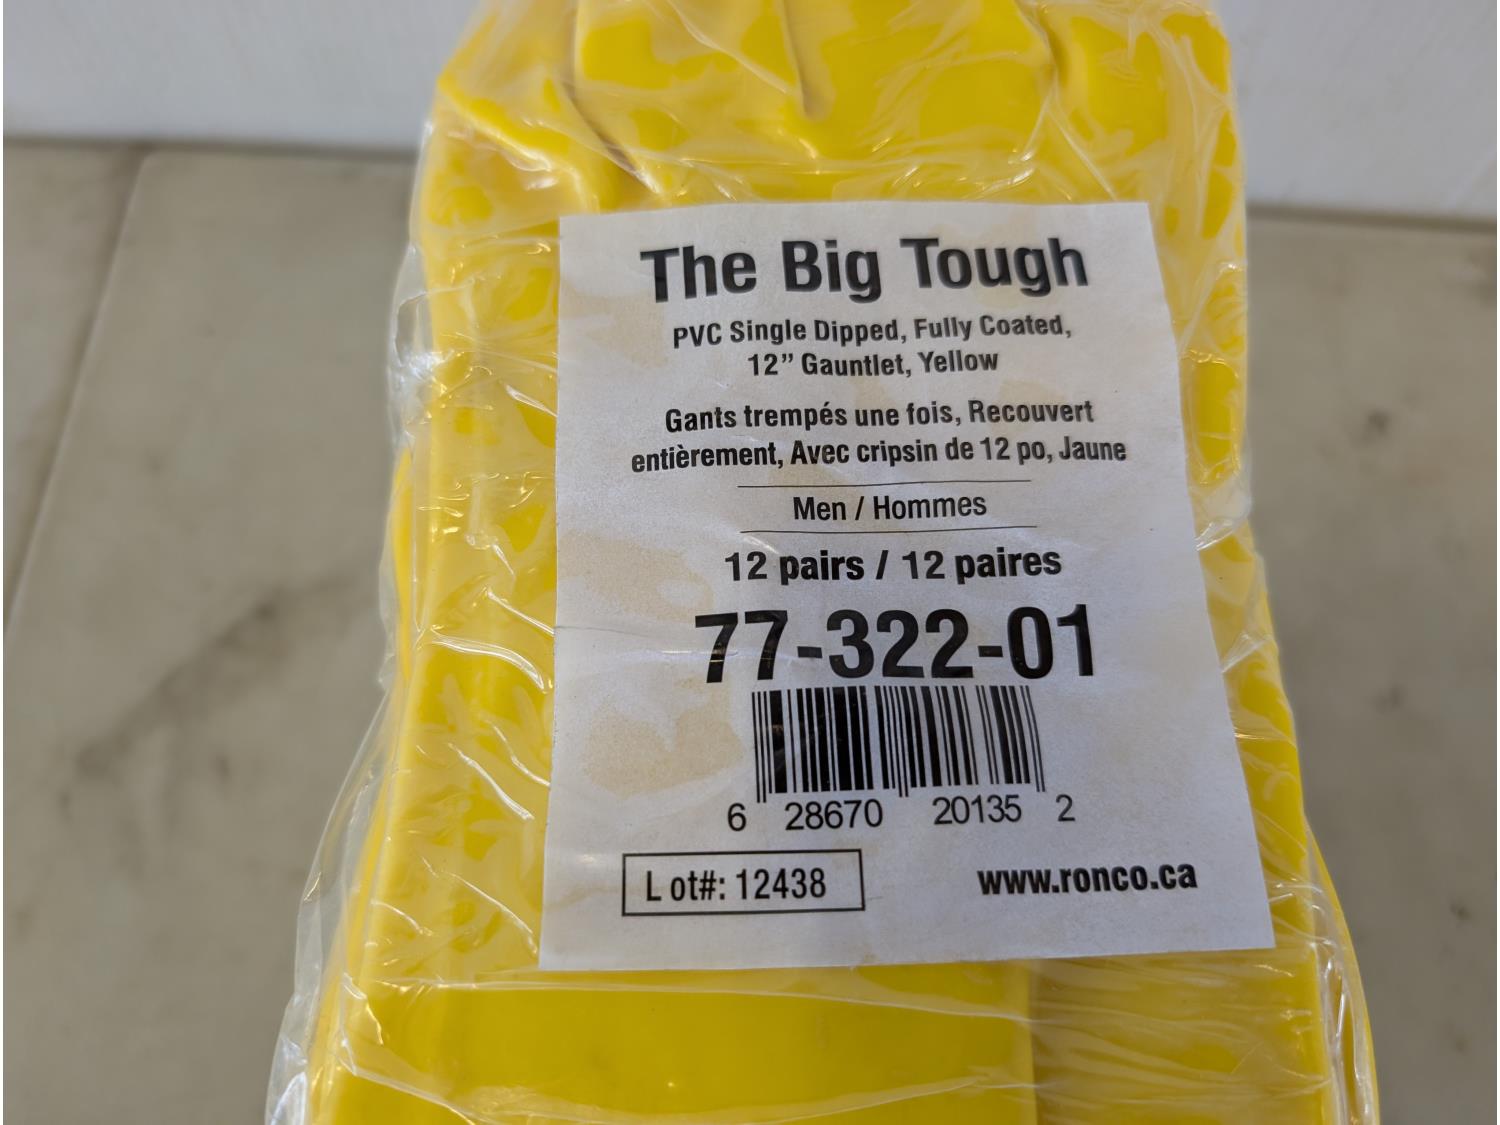 The Big Tough
PVC Single Dipped, Fully Coated,
12” Gauntlet, Yellow
Gants trempés une fois, Recouvert
entièrement, Avec cripsin de 12 po, Jaune
Men / Hommes
12 pairs / 12 paires
77-322-01
6 28670 20135 2
Lot#: 12438
www.ronco.ca